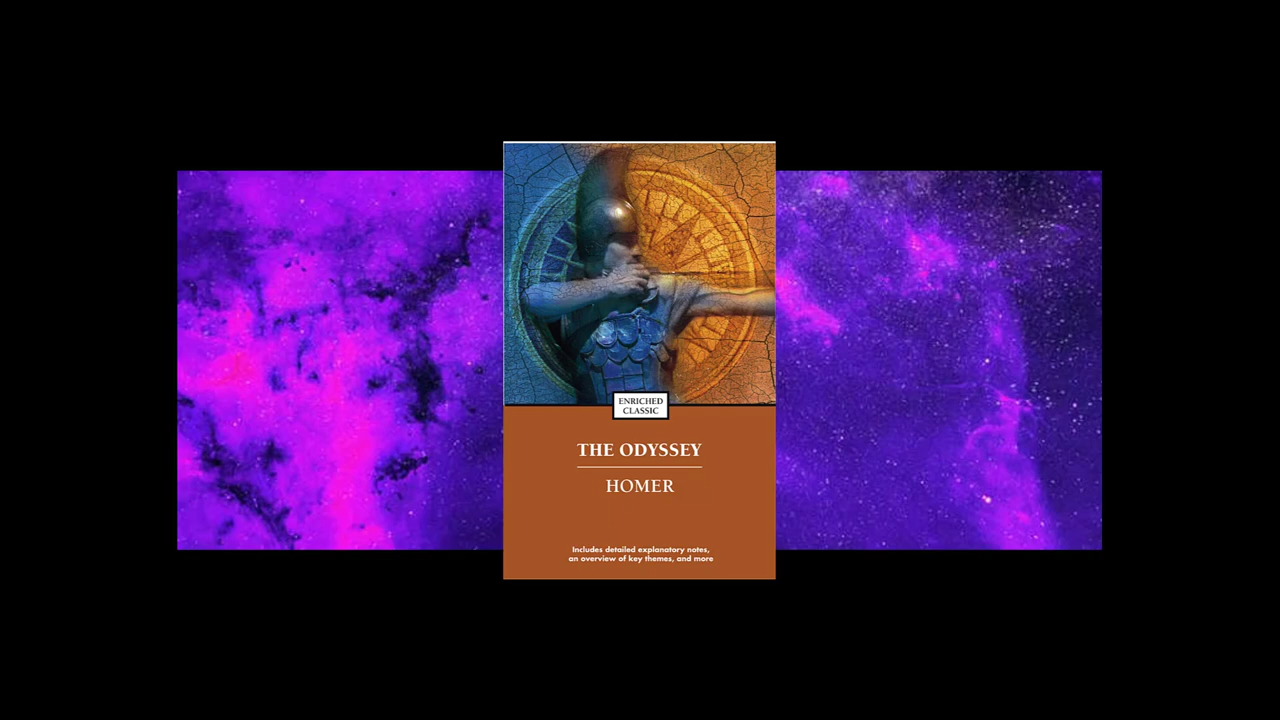 ENRICHED
CLASSIC
THE ODYSSEY
HOMER
Includes detailed explanatory notes,
an overview of key themes, and more